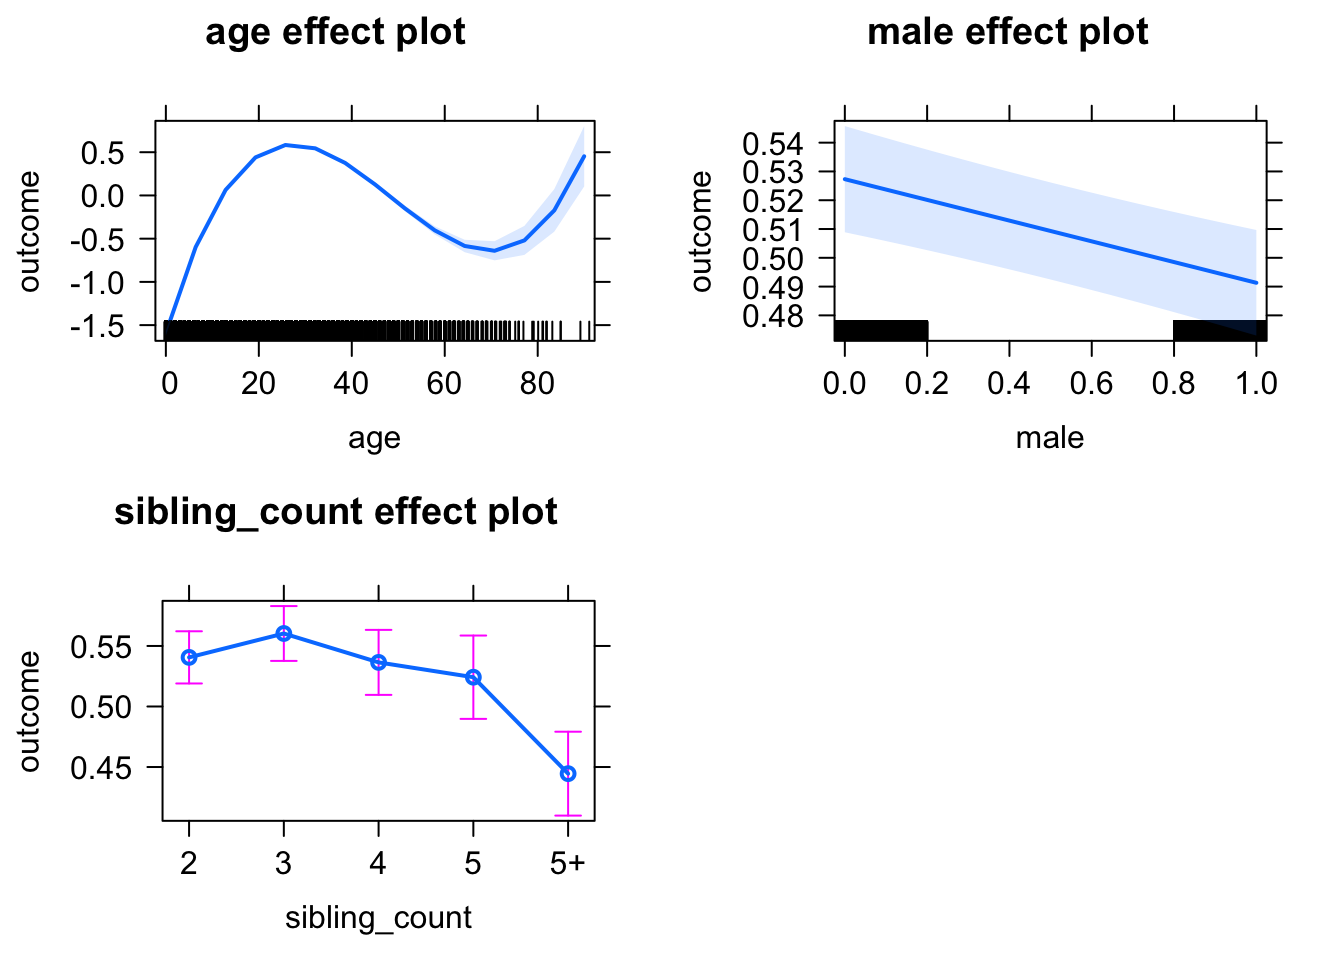 age effect plot
outcome
0.5
0.0
-0.5
-1.0
-1.5
0 20 40 60 80
age
male effect plot
outcome
0.54
0.53
0.52
0.51
0.50
0.49
0.48
0.0 0.2 0.4 0.6 0.8 1.0
male
sibling_count effect plot
outcome
0.55
0.50
0.45
2 3 4 5 5+
sibling_count